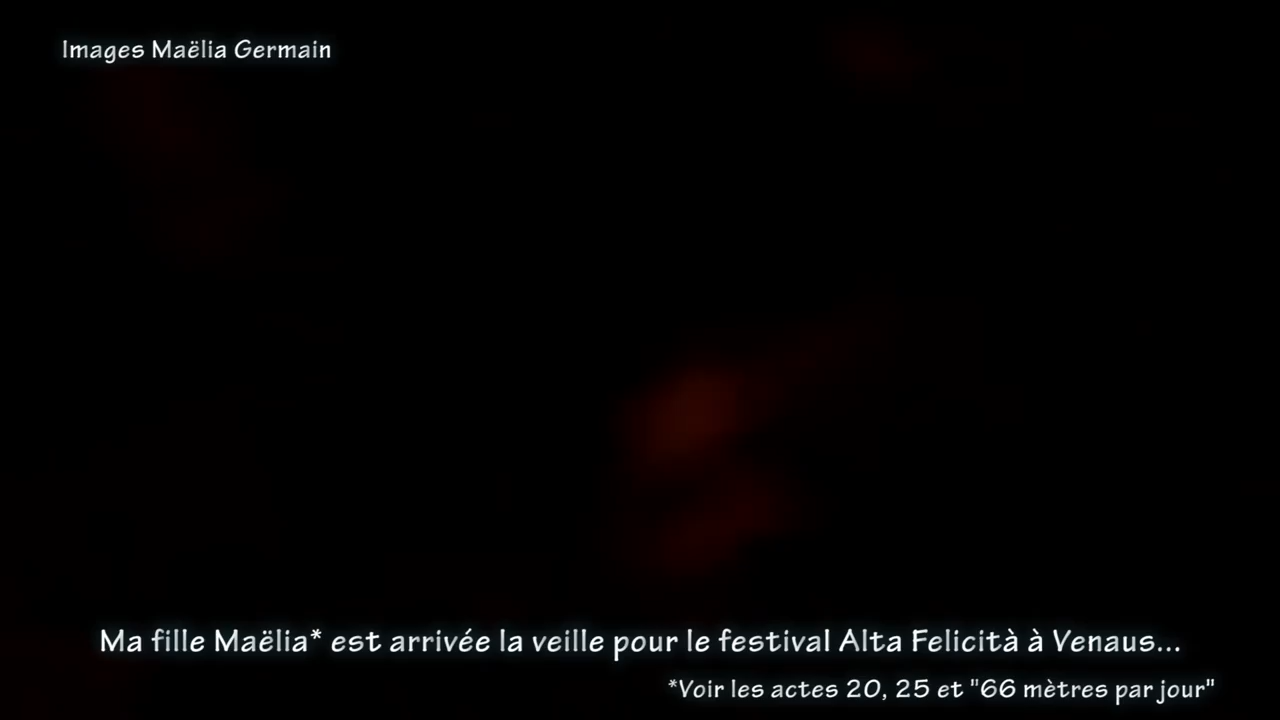 Images Maëlia Germain
Ma fille Maëlia* est arrivée la veille pour le festival Alta Felicità à Venaus...
*Voir les actes 20, 25 et "66 mètres par jour"